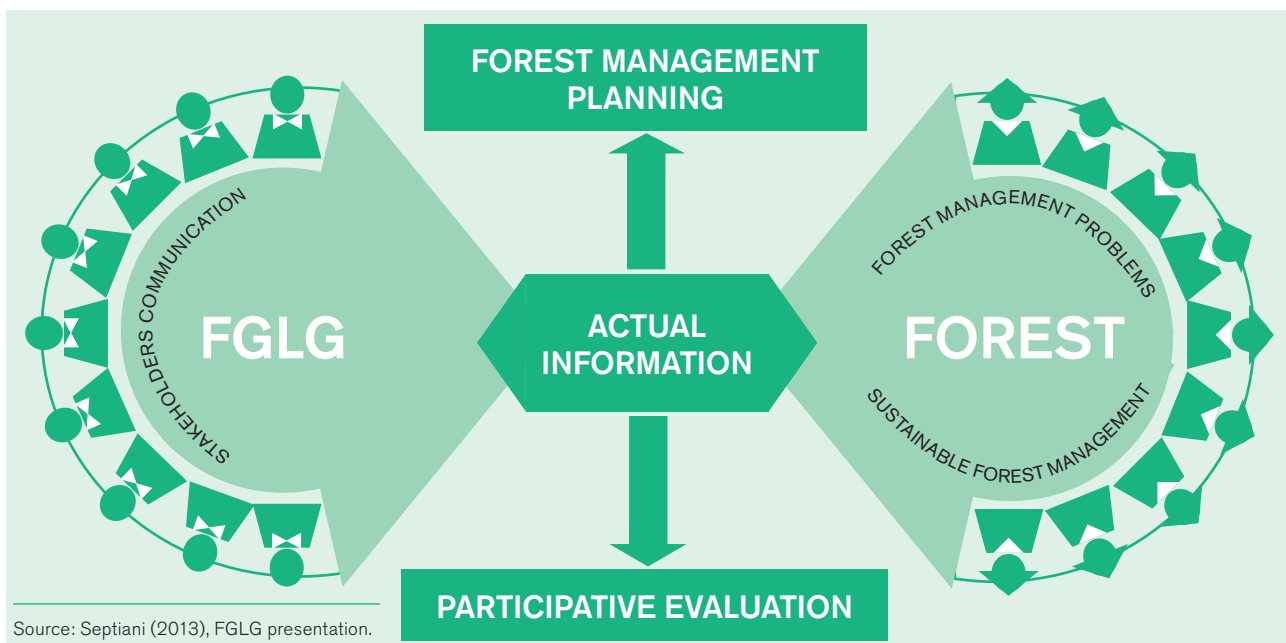 FOREST MANAGEMENT
PLANNING
STAKEHOLDERS COMMUNICATION
FGLG
ACTUAL
INFORMATION
FOREST MANAGEMENT PROBLEMS
FOREST
SUSTAINABLE FOREST MANAGEMENT
PARTICIPATIVE EVALUATION
Source: Septiani (2013), FGLG presentation.